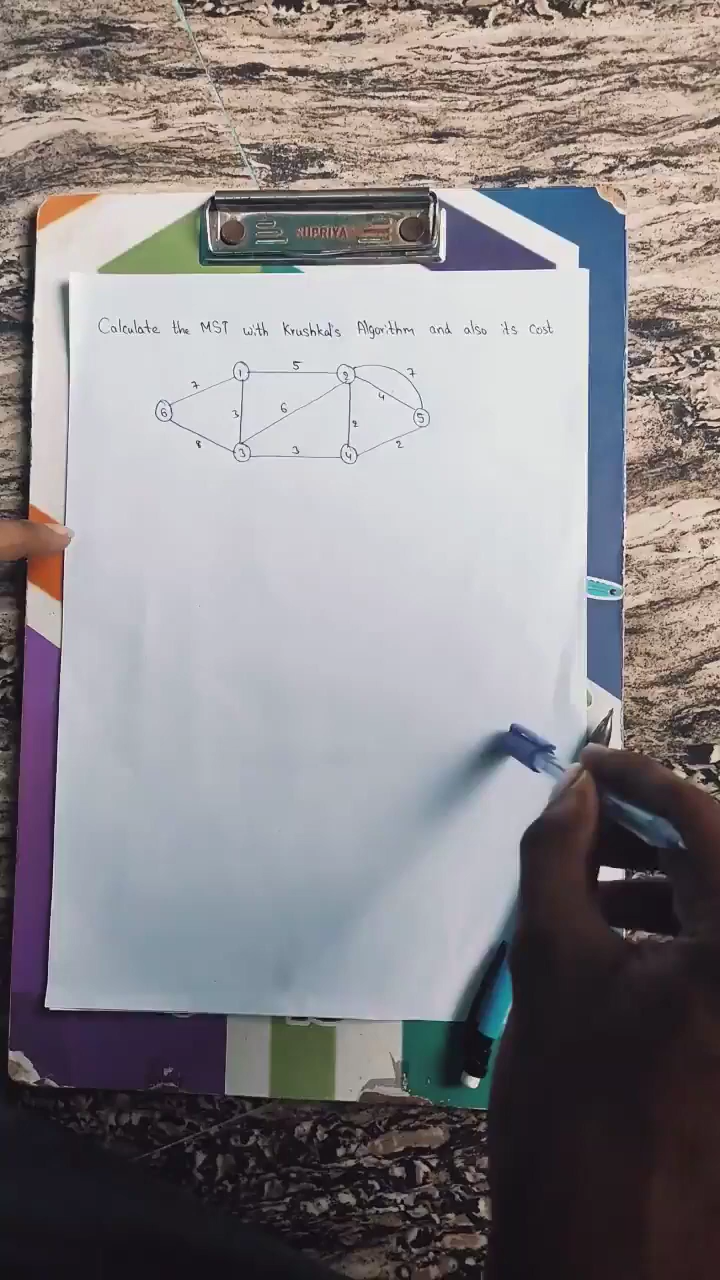 SUPRIYA
Calculate the MST with Krushkal's Algorithm and also its cost
1 5 2 7
7 4
6 3 6 2 5
8 3 3 4 2